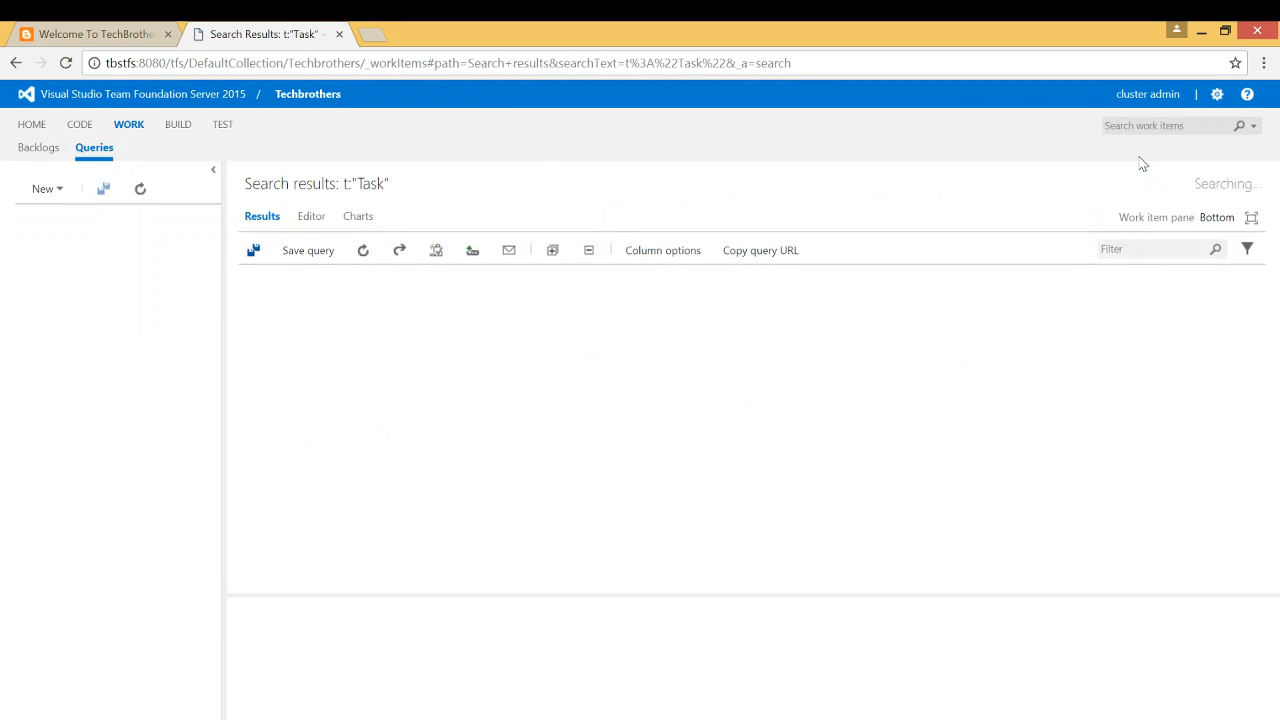 Welcome To TechBrothe
Search Results: t:"Task" -
tbstfs:8080/tfs/DefaultCollection/Techbrothers/_workItems#path=Search+results&searchText=t%3A%22Task%22&_a=search
Visual Studio Team Foundation Server 2015 / Techbrothers
cluster admin |
HOME CODE WORK BUILD TEST
Search work items
Backlogs Queries
New
Search results: t:"Task"
Searching...
Results Editor Charts
Work item pane Bottom
Save query
Column options
Copy query URL
Filter